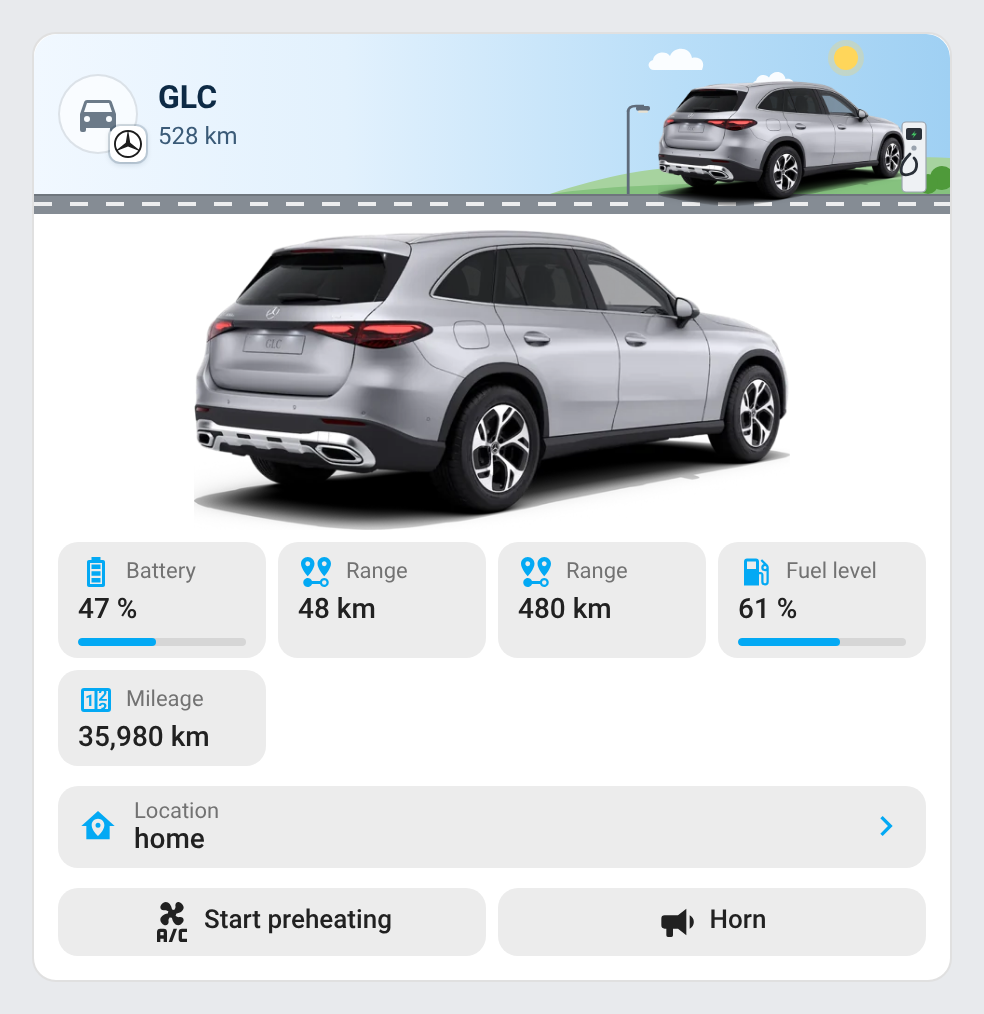 GLC
528 km
GLC
Battery
47 %
Range
48 km
Range
480 km
Fuel level
61 %
Mileage
35,980 km
Location
home
A/C
Start preheating
Horn